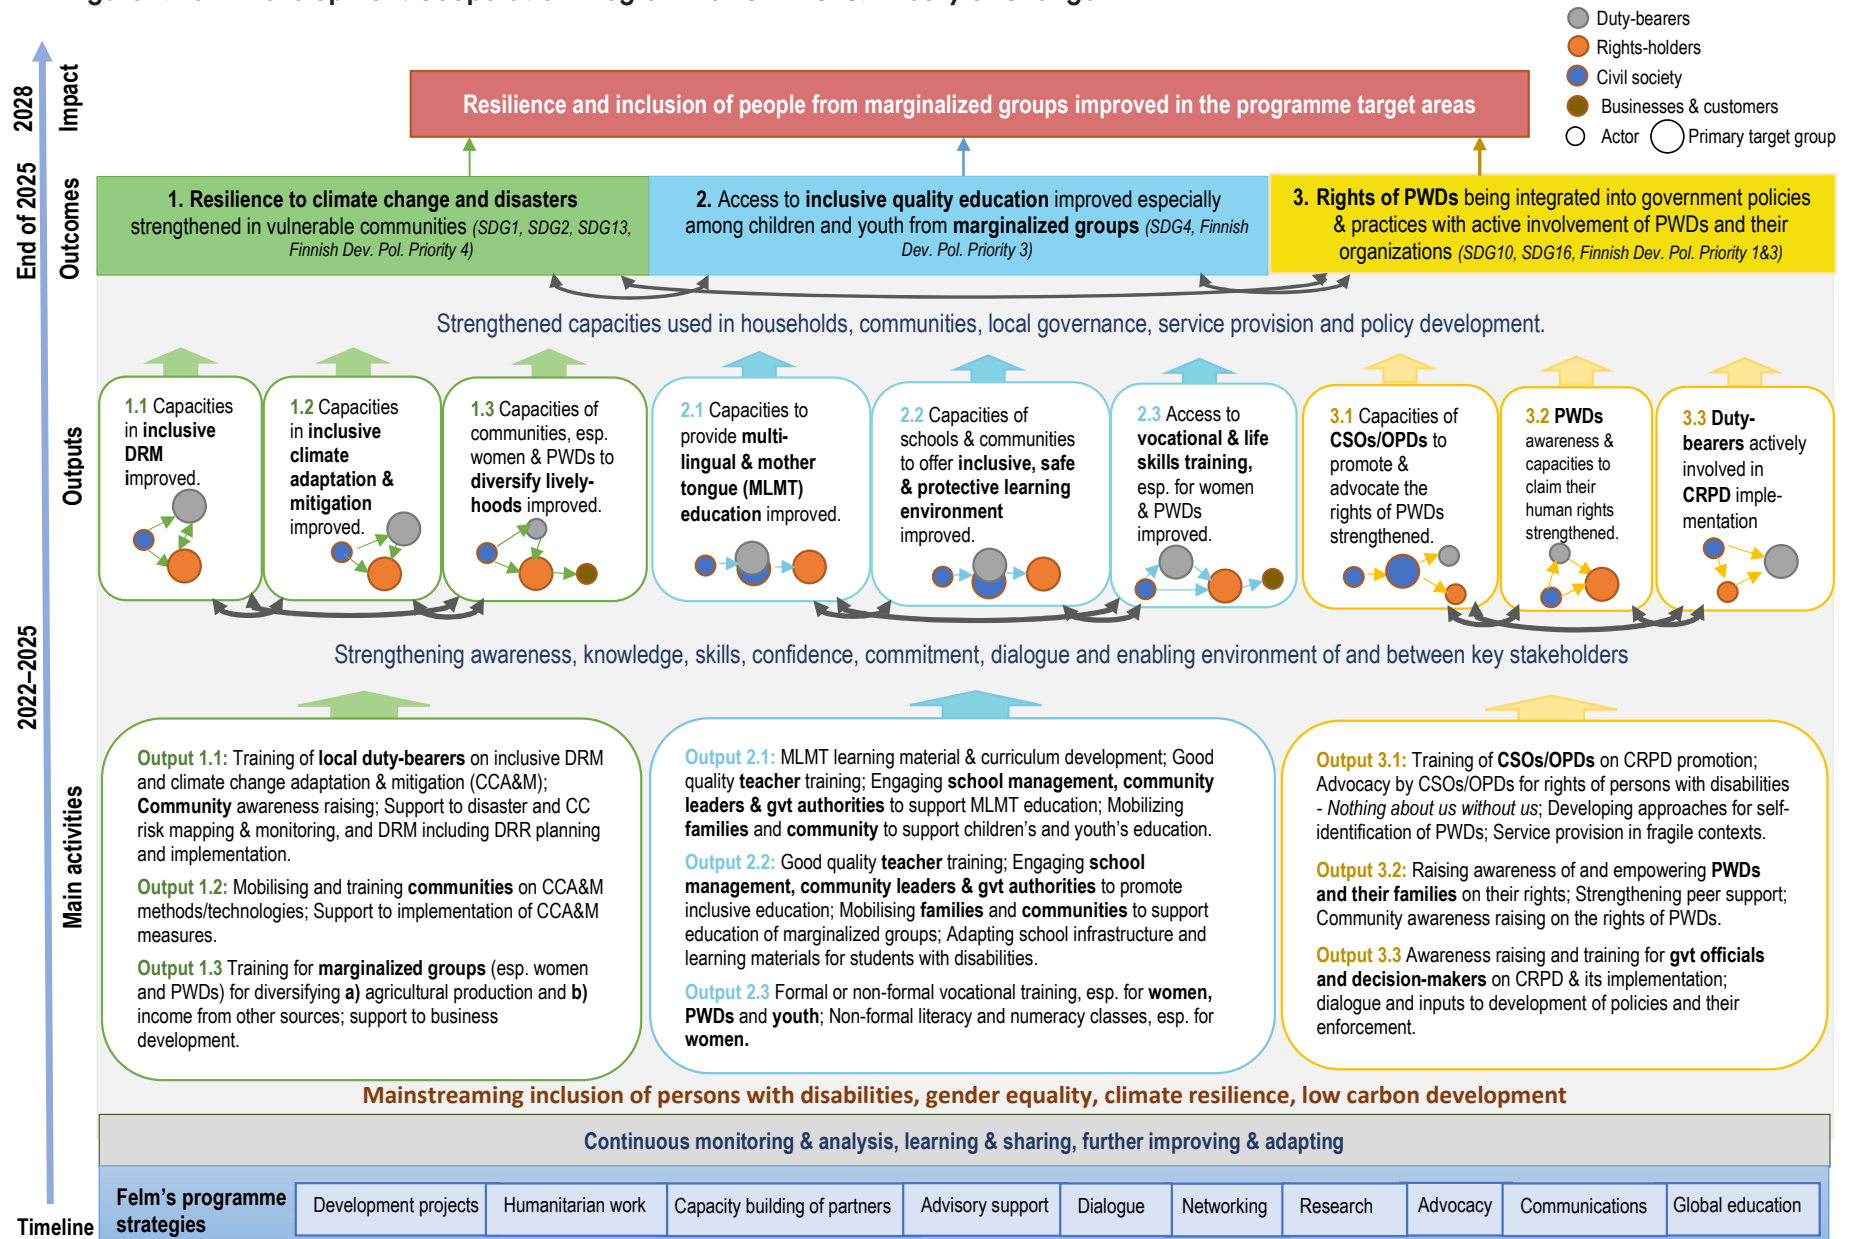 Duty-bearers
Rights-holders
Civil society
Businesses & customers
Actor
Primary target group
2028
Impact
Resilience and inclusion of people from marginalized groups improved in the programme target areas
End of 2025
Outcomes
1. Resilience to climate change and disasters
strengthened in vulnerable communities (SDG1, SDG2, SDG13,
Finnish Dev. Pol. Priority 4)
2. Access to inclusive quality education improved especially
among children and youth from marginalized groups (SDG4, Finnish
Dev. Pol. Priority 3)
3. Rights of PWDs being integrated into government policies
& practices with active involvement of PWDs and their
organizations (SDG10, SDG16, Finnish Dev. Pol. Priority 1&3)
Strengthened capacities used in households, communities, local governance, service provision and policy development.
2022–2025
Outputs
1.1 Capacities
in inclusive
DRM
improved.
1.2 Capacities
in inclusive
climate
adaptation &
mitigation
improved.
1.3 Capacities of
communities, esp.
women & PWDs to
diversify lively-
hoods improved.
2.1 Capacities to
provide multi-
lingual & mother
tongue (MLMT)
education improved.
2.2 Capacities of
schools & communities
to offer inclusive, safe
& protective learning
environment
improved.
2.3 Access to
vocational & life
skills training,
esp. for women
& PWDs
improved.
3.1 Capacities of
CSOs/OPDs to
promote &
advocate the
rights of PWDs
strengthened.
3.2 PWDs
awareness &
capacities to
claim their
human rights
strengthened.
3.3 Duty-
bearers actively
involved in
CRPD imple-
mentation
Strengthening awareness, knowledge, skills, confidence, commitment, dialogue and enabling environment of and between key stakeholders
Main activities
Output 1.1: Training of local duty-bearers on inclusive DRM
and climate change adaptation & mitigation (CCA&M);
Community awareness raising; Support to disaster and CC
risk mapping & monitoring, and DRM including DRR planning
and implementation.
Output 1.2: Mobilising and training communities on CCA&M
methods/technologies; Support to implementation of CCA&M
measures.
Output 1.3 Training for marginalized groups (esp. women
and PWDs) for diversifying a) agricultural production and b)
income from other sources; support to business
development.
Output 2.1: MLMT learning material & curriculum development; Good
quality teacher training; Engaging school management, community
leaders & gvt authorities to support MLMT education; Mobilizing
families and community to support children's and youth's education.
Output 2.2: Good quality teacher training; Engaging school
management, community leaders & gvt authorities to promote
inclusive education; Mobilising families and communities to support
education of marginalized groups; Adapting school infrastructure and
learning materials for students with disabilities.
Output 2.3 Formal or non-formal vocational training, esp. for women,
PWDs and youth; Non-formal literacy and numeracy classes, esp. for
women.
Output 3.1: Training of CSOs/OPDs on CRPD promotion;
Advocacy by CSOs/OPDs for rights of persons with disabilities
- Nothing about us without us; Developing approaches for self-
identification of PWDs; Service provision in fragile contexts.
Output 3.2: Raising awareness of and empowering PWDs
and their families on their rights; Strengthening peer support;
Community awareness raising on the rights of PWDs.
Output 3.3 Awareness raising and training for gvt officials
and decision-makers on CRPD & its implementation;
dialogue and inputs to development of policies and their
enforcement.
Mainstreaming inclusion of persons with disabilities, gender equality, climate resilience, low carbon development
Continuous monitoring & analysis, learning & sharing, further improving & adapting
Timeline
Felm's programme
strategies
Development projects
Humanitarian work
Capacity building of partners
Advisory support
Dialogue
Networking
Research
Advocacy
Communications
Global education